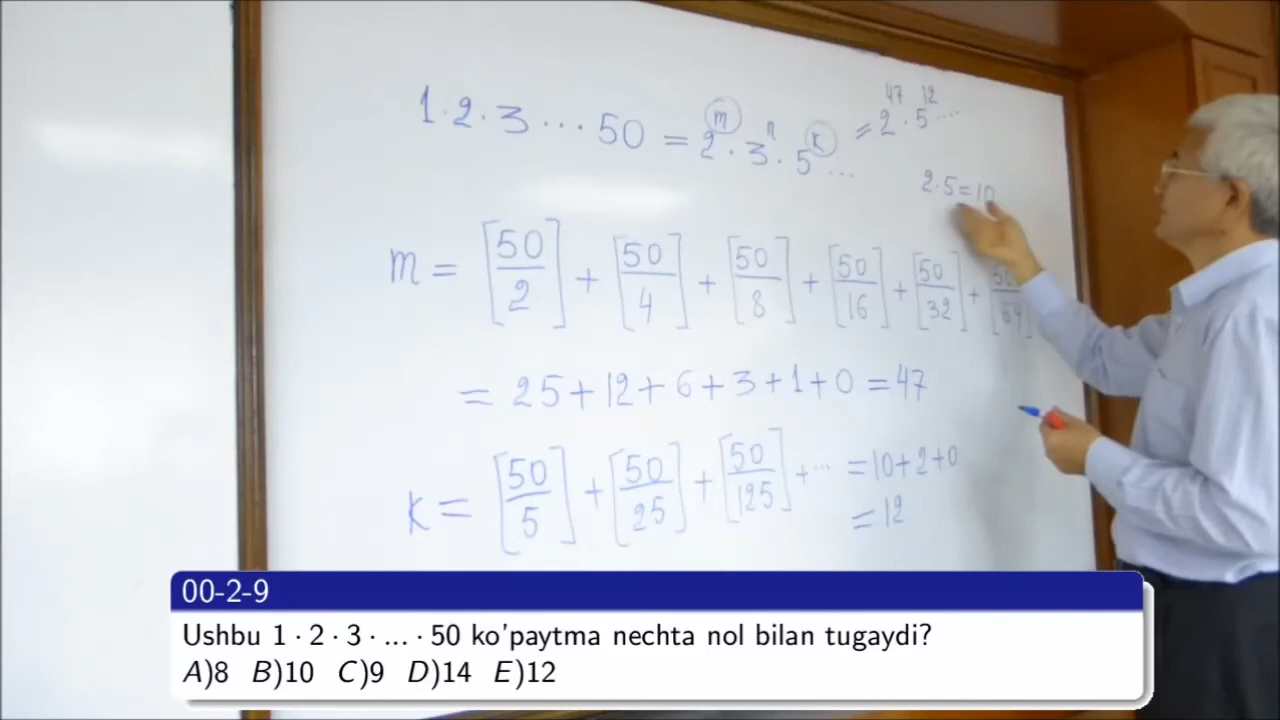 1·2·3···50 = 2^m · 3^n · 5^k ... = 2^47 · 5^12 ...
2·5=10
m = [50/2] + [50/4] + [50/8] + [50/16] + [50/32] + [50/64]
= 25+12+6+3+1+0 = 47
k = [50/5] + [50/25] + [50/125] + ··· = 10+2+0
= 12
00-2-9
Ushbu 1 · 2 · 3 · ... · 50 ko'paytma nechta nol bilan tugaydi?
A)8 B)10 C)9 D)14 E)12